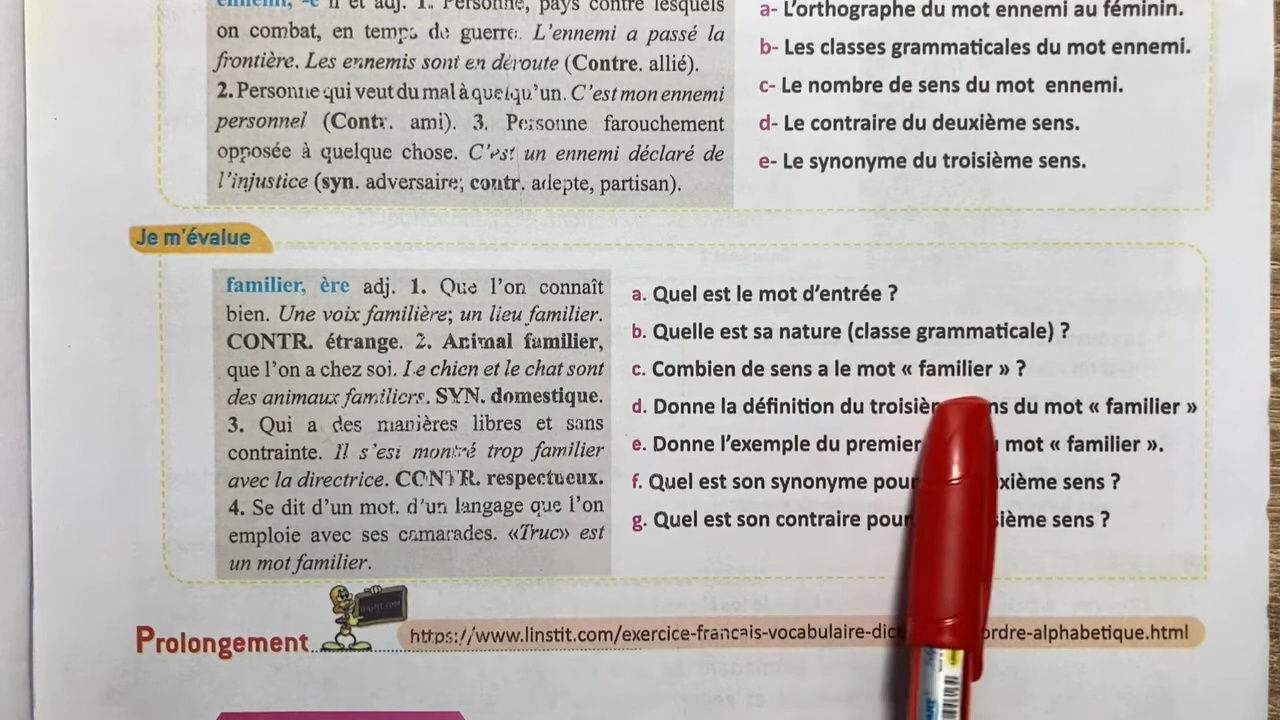 ennemi, -e n et adj. 1. Personne, pays contre lesquels
on combat, en temps de guerre. L'ennemi a passé la
frontière. Les ennemis sont en déroute (Contre. allié).
2. Personne qui veut du mal à quelqu'un. C'est mon ennemi
personnel (Contr. ami). 3. Personne farouchement
opposée à quelque chose. C'est un ennemi déclaré de
l'injustice (syn. adversaire; contr. adepte, partisan).
a- L'orthographe du mot ennemi au féminin.
b- Les classes grammaticales du mot ennemi.
c- Le nombre de sens du mot ennemi.
d- Le contraire du deuxième sens.
e- Le synonyme du troisième sens.
Je m'évalue
familier, ère adj. 1. Que l'on connaît
bien. Une voix familière; un lieu familier.
CONTR. étrange. 2. Animal familier,
que l'on a chez soi. Le chien et le chat sont
des animaux familiers. SYN. domestique.
3. Qui a des manières libres et sans
contrainte. Il s'est montré trop familier
avec la directrice. CONTR. respectueux.
4. Se dit d'un mot. d'un langage que l'on
emploie avec ses camarades. «Truc» est
un mot familier.
a. Quel est le mot d'entrée ?
b. Quelle est sa nature (classe grammaticale) ?
c. Combien de sens a le mot « familier » ?
d. Donne la définition du du mot « familier »
e. Donne l'exemple du premier mot « familier ».
f. Quel est son synonyme pour sens ?
g. Quel est son contraire pour sens ?
Prolongement
https://www.linstit.com/exercice-francais-vocabulaire-dic ordre-alphabetique.html